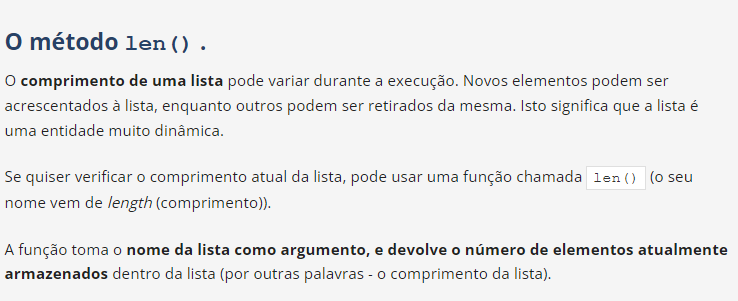 O método len() .
O comprimento de uma lista pode variar durante a execução. Novos elementos podem ser
acrescentados à lista, enquanto outros podem ser retirados da mesma. Isto significa que a lista é
uma entidade muito dinâmica.
Se quiser verificar o comprimento atual da lista, pode usar uma função chamada len() (o seu
nome vem de length (comprimento)).
A função toma o nome da lista como argumento, e devolve o número de elementos atualmente
armazenados dentro da lista (por outras palavras - o comprimento da lista).